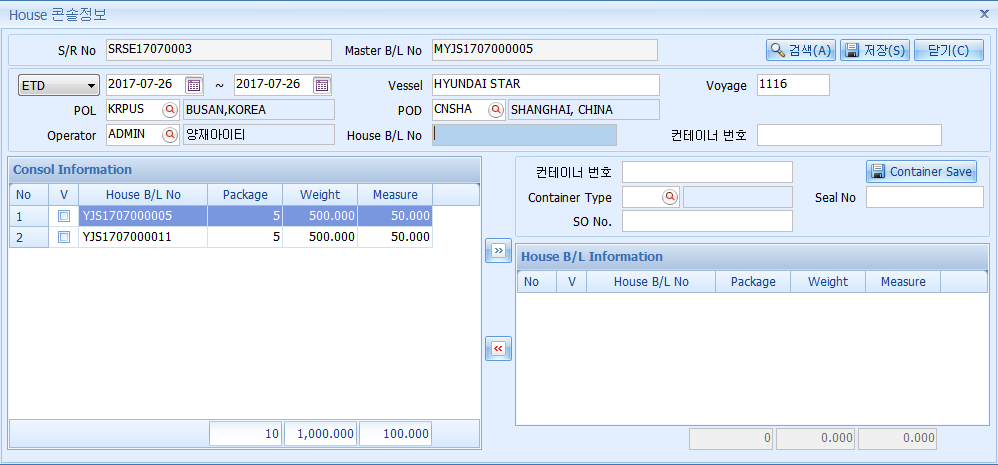 House 콘솔정보
S/R No SRSE17070003 Master B/L No MYJS1707000005 검색(A) 저장(S) 닫기(C)
ETD 2017-07-26 ~ 2017-07-26 Vessel HYUNDAI STAR Voyage 1116
POL KRPUS BUSAN,KOREA POD CNSHA SHANGHAI, CHINA
Operator ADMIN 양재아이티 House B/L No 컨테이너 번호
Consol Information
No V House B/L No Package Weight Measure
1 YJS1707000005 5 500.000 50.000
2 YJS1707000011 5 500.000 50.000
10 1,000.000 100.000
컨테이너 번호 Container Save
Container Type Seal No
SO No.
House B/L Information
No V House B/L No Package Weight Measure
0 0.000 0.000